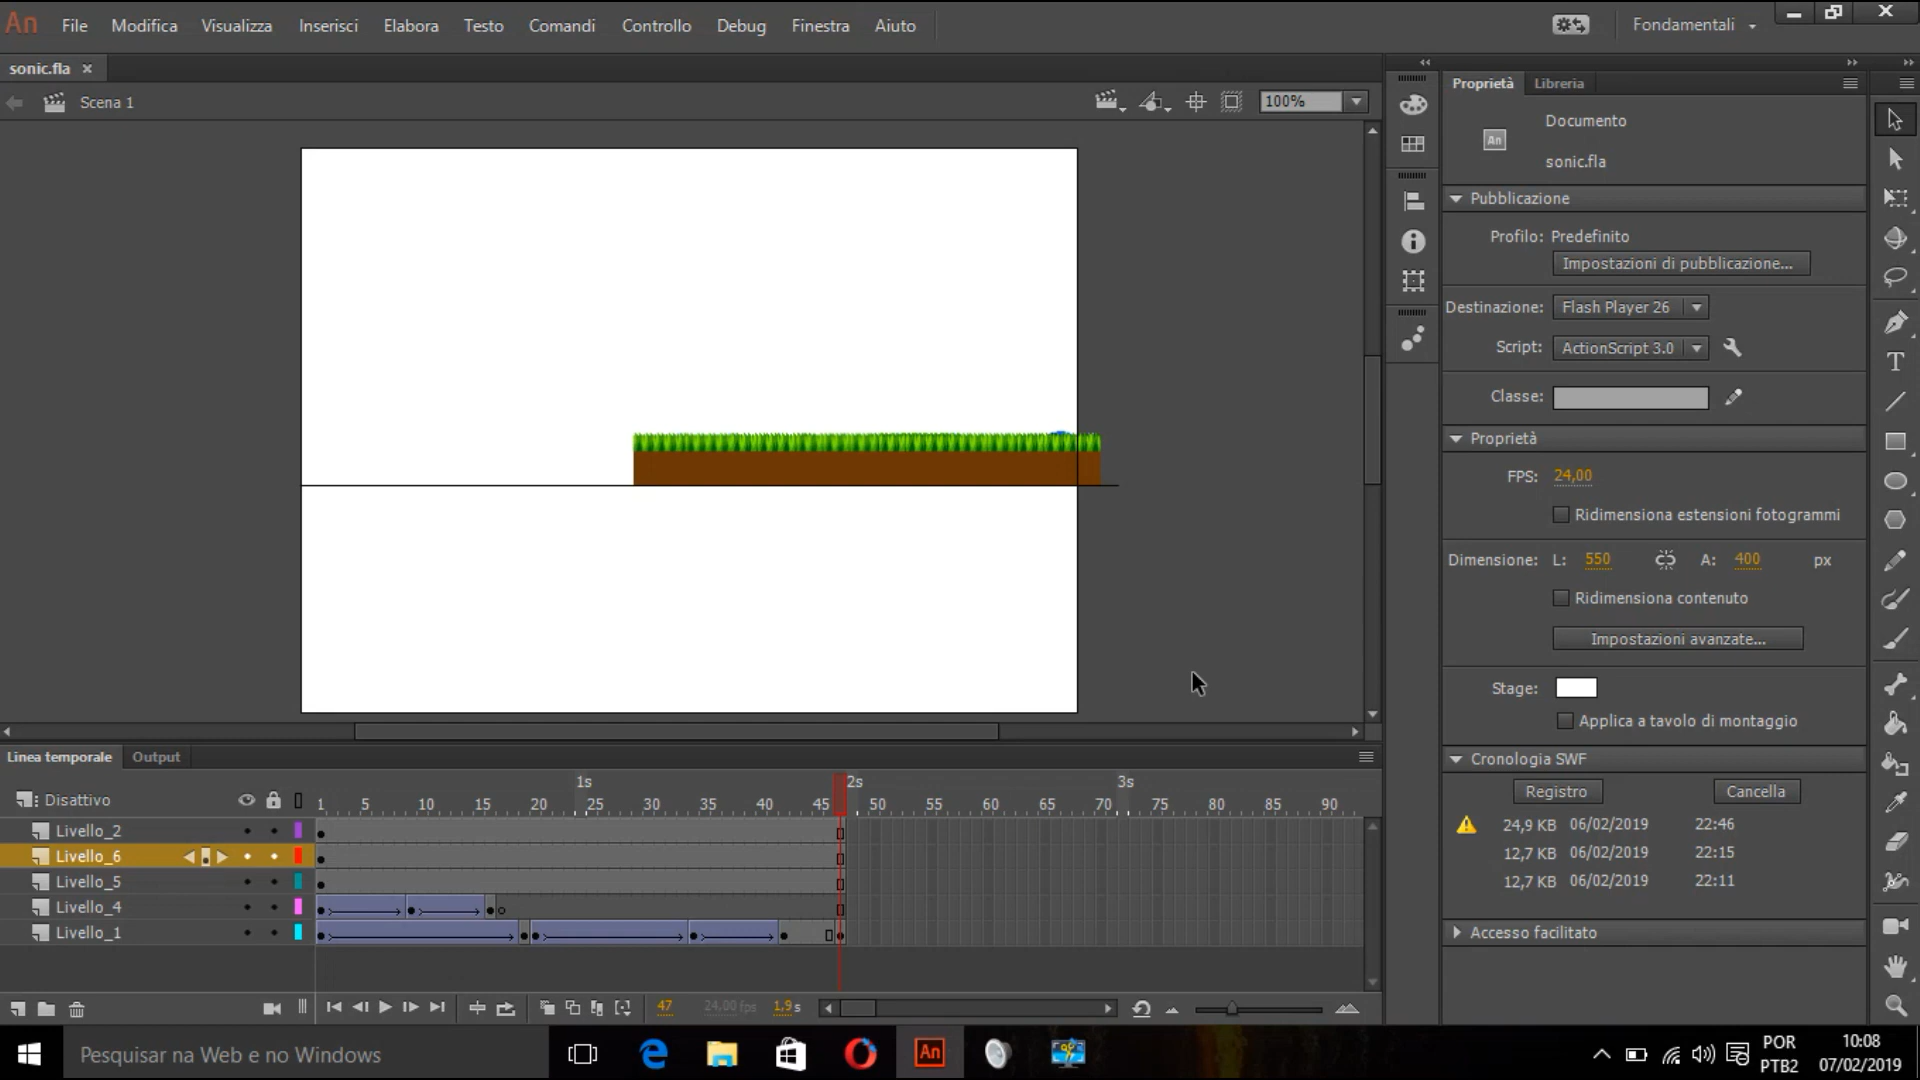 An File Modifica Visualizza Inserisci Elabora Testo Comandi Controllo Debug Finestra Aiuto Fondamentali
sonic.fla
Scena 1 100%
Proprietà Libreria
Documento
An
sonic.fla
Pubblicazione
Profilo: Predefinito
Impostazioni di pubblicazione...
Destinazione: Flash Player 26
Script: ActionScript 3.0
Classe:
Proprietà
FPS: 24,00
Ridimensiona estensioni fotogrammi
Dimensione: L: 550 A: 400 px
Ridimensiona contenuto
Impostazioni avanzate...
Stage:
Applica a tavolo di montaggio
Cronologia SWF
Registro Cancella
24,9 KB 06/02/2019 22:46
12,7 KB 06/02/2019 22:15
12,7 KB 06/02/2019 22:11
Accesso facilitato
Linea temporale Output
1s 2s 3s
Disattivo 1 5 10 15 20 25 30 35 40 45 50 55 60 65 70 75 80 85 90
Livello_2
Livello_6
Livello_5
Livello_4
Livello_1
47 24,00 fps 1,9 s
Pesquisar na Web e no Windows
An
POR
PTB2
10:08
07/02/2019